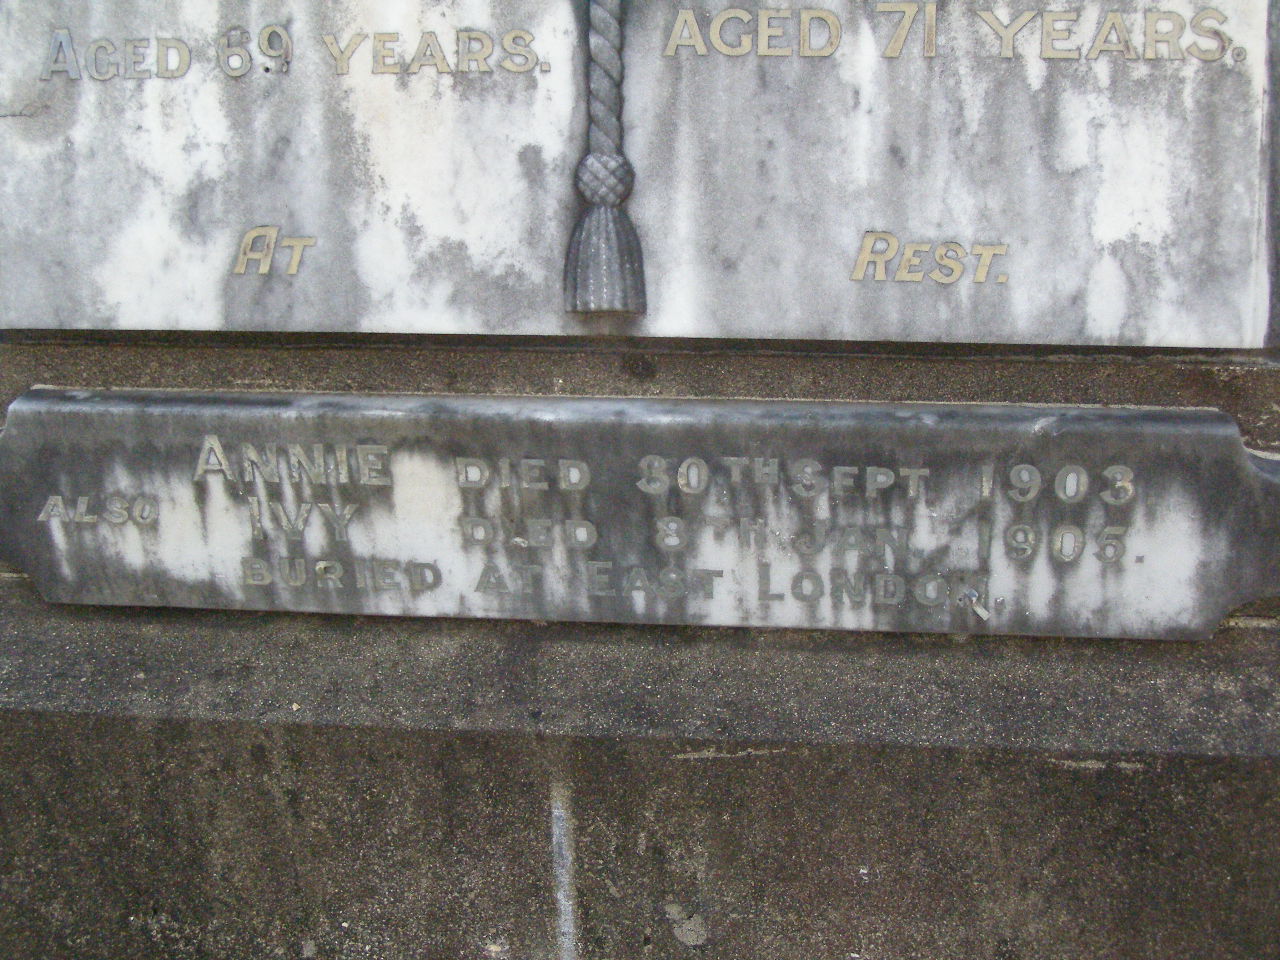 AGED 69 YEARS. AGED 71 YEARS.
AT REST.
ANNIE DIED 30TH SEPT 1903
ALSO IVY DIED 8TH JAN 1905.
BURIED AT EAST LONDON